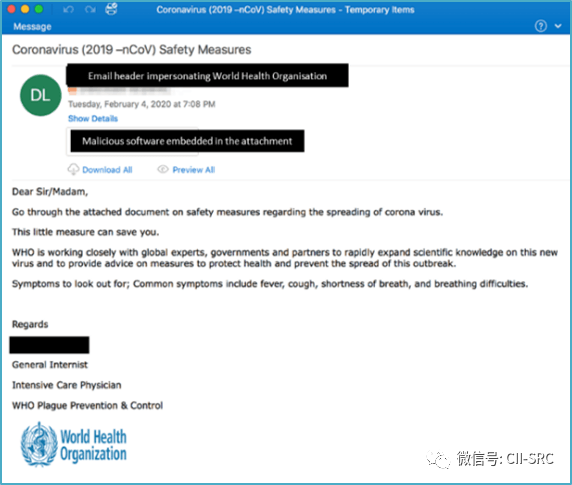 Coronavirus (2019 –nCoV) Safety Measures - Temporary Items
Message
Coronavirus (2019 –nCoV) Safety Measures
Email header impersonating World Health Organisation
DL
Tuesday, February 4, 2020 at 7:08 PM
Show Details
Malicious software embedded in the attachment
Download All Preview All
Dear Sir/Madam,
Go through the attached document on safety measures regarding the spreading of corona virus.
This little measure can save you.
WHO is working closely with global experts, governments and partners to rapidly expand scientific knowledge on this new
virus and to provide advice on measures to protect health and prevent the spread of this outbreak.
Symptoms to look out for; Common symptoms include fever, cough, shortness of breath, and breathing difficulties.
Regards
General Internist
Intensive Care Physician
WHO Plague Prevention & Control
World Health
Organization
微信号: CII-SRC